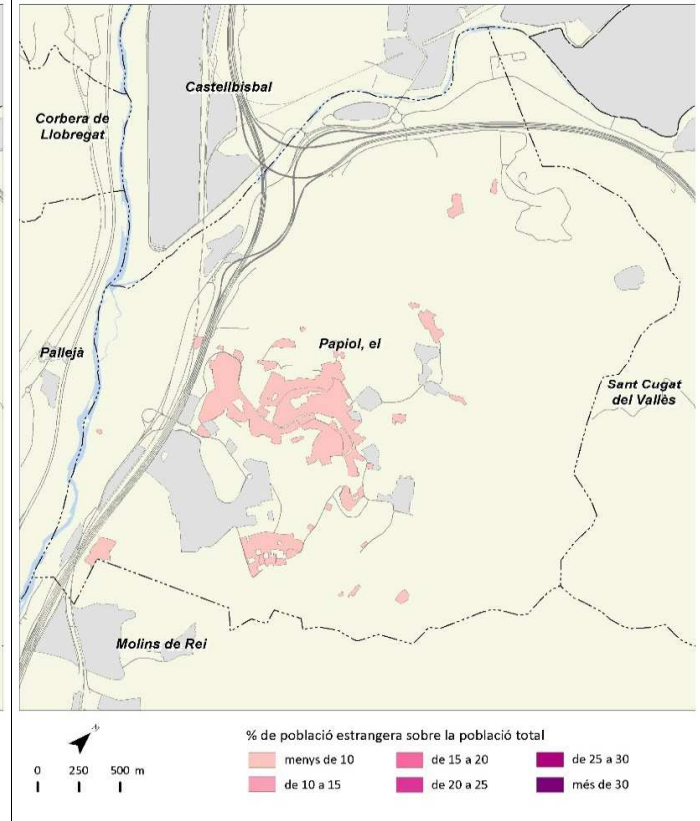 Castellbisbal
Corbera de
Llobregat
Pallejà
Papiol, el
Sant Cugat
del Vallès
Molins de Rei
N
0 250 500 m
% de població estrangera sobre la població total
menys de 10
de 10 a 15
de 15 a 20
de 20 a 25
de 25 a 30
més de 30